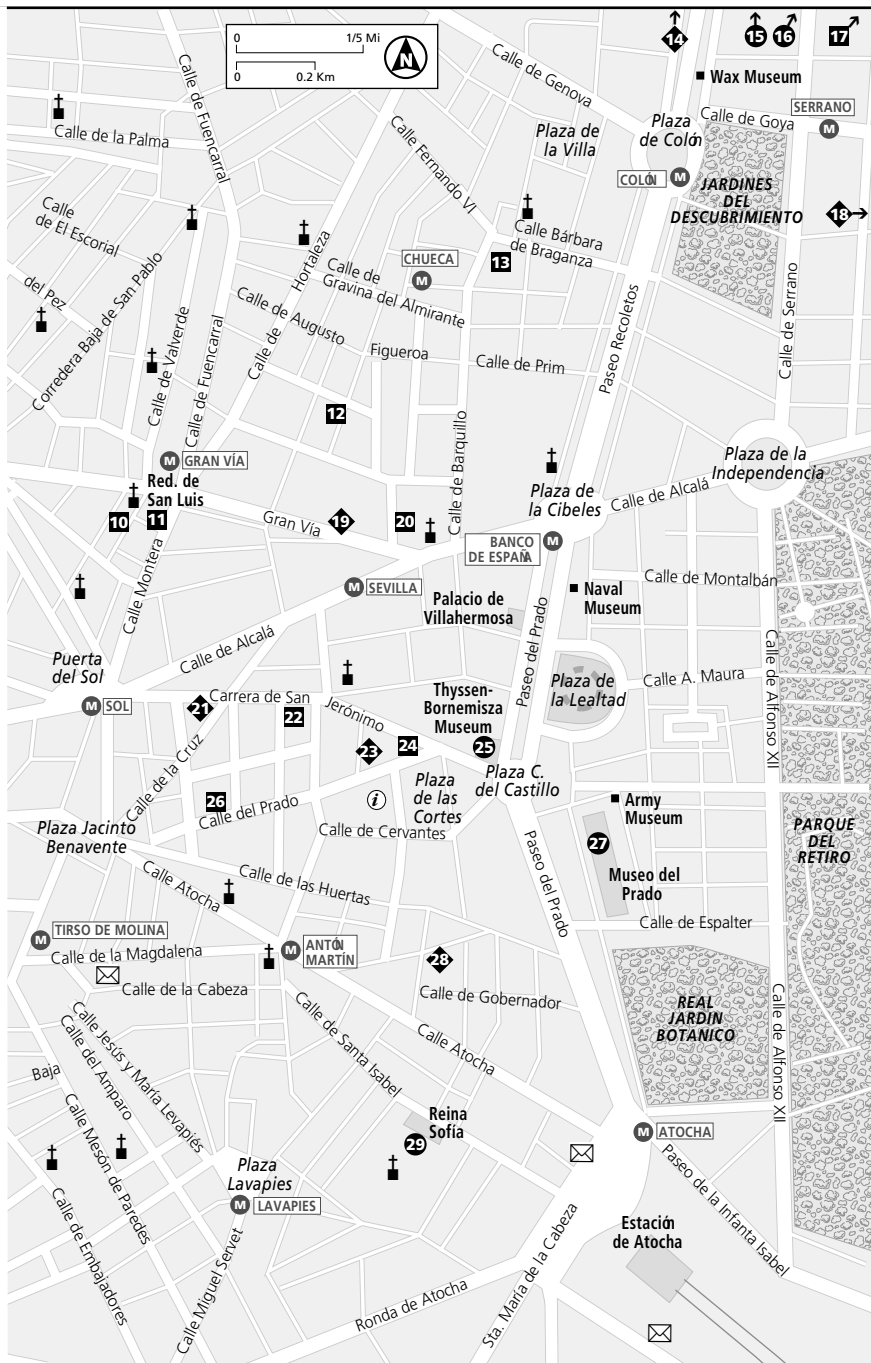 0 1/5 Mi
0 0.2 Km
N
14
15
16
17
Wax Museum
Calle de Genova
Calle de Goya
SERRANO
M
Plaza
de Colón
Plaza de
la Villa
COLÓN
M
JARDINES
DEL
DESCUBRIMIENTO
18
Calle de Fuencarral
Calle de la Palma
Calle Fernando VI
Calle
de El Escorial
Calle Bárbara
de Braganza
CHUECA
M
13
Calle de Hortaleza
Calle de
Gravina del Almirante
del Pez
Corredera Baja de San Pablo
Calle de Valverde
Calle de Fuencarral
Calle de Augusto
Figueroa
Calle de Prim
Paseo Recoletos
Calle de Serrano
12
Calle de Barquillo
M
GRAN VÍA
Red. de
San Luis
10
11
Gran Vía
19
20
Plaza de
la Cibeles
Calle de Alcalá
Plaza de la
Independencia
BANCO
DE ESPAÑA
M
M
SEVILLA
Calle Montera
Calle de Alcalá
Palacio de
Villahermosa
Naval
Museum
Calle de Montalbán
Paseo del Prado
Puerta
del Sol
M
SOL
Carrera de San
Jerónimo
21
22
23
24
Thyssen-
Bornemisza
Museum
25
Plaza de
la Lealtad
Calle A. Maura
Calle de Alfonso XII
Calle de la Cruz
26
Calle del Prado
i
Plaza
de las
Cortes
Plaza C.
del Castillo
Calle de Cervantes
Plaza Jacinto
Benavente
Army
Museum
27
Museo del
Prado
PARQUE
DEL
RETIRO
Paseo del Prado
Calle de las Huertas
Calle Atocha
Calle de Espalter
M
TIRSO DE MOLINA
Calle de la Magdalena
M
ANTÓN
MARTÍN
28
Calle de la Cabeza
Calle de Gobernador
REAL
JARDIN
BOTANICO
Calle de Alfonso XII
Calle de Santa Isabel
Calle Atocha
Calle Jesús y María Levapiés
Calle del Amparo
Baja
Calle Mesón de Paredes
Reina
Sofía
29
M
ATOCHA
Plaza
Lavapies
M
LAVAPIES
Paseo de la Infanta Isabel
Calle de Embajadores
Calle Miguel Servet
Ronda de Atocha
Sta. María de la Cabeza
Estación
de Atocha